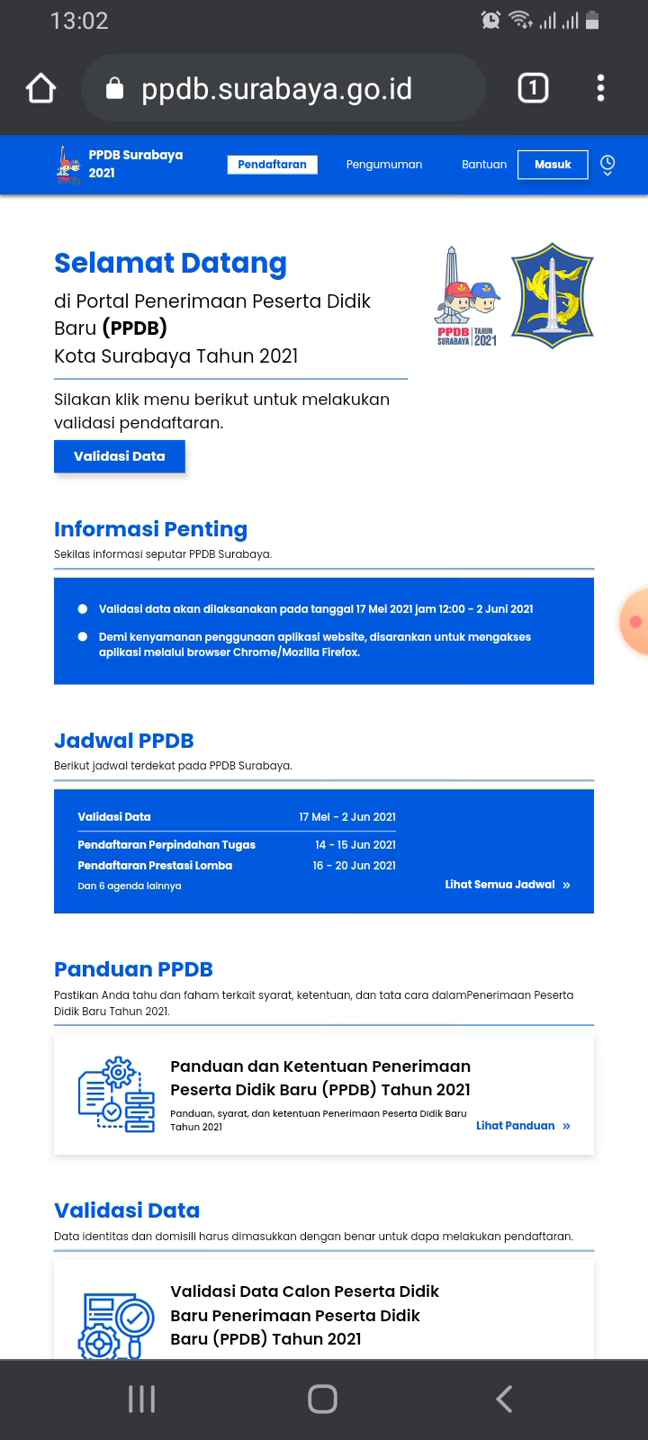 13:02
ppdb.surabaya.go.id
1
PPDB Surabaya
2021
Pendaftaran
Pengumuman
Bantuan
Masuk
Selamat Datang
di Portal Penerimaan Peserta Didik
Baru (PPDB)
Kota Surabaya Tahun 2021
PPDB TAHUN
SURABAYA 2021
Silakan klik menu berikut untuk melakukan
validasi pendaftaran.
Validasi Data
Informasi Penting
Sekilas informasi seputar PPDB Surabaya.
Validasi data akan dilaksanakan pada tanggal 17 Mei 2021 jam 12:00 - 2 Juni 2021
Demi kenyamanan penggunaan aplikasi website, disarankan untuk mengakses
aplikasi melalui browser Chrome/Mozilla Firefox.
Jadwal PPDB
Berikut jadwal terdekat pada PPDB Surabaya.
Validasi Data 17 Mei - 2 Jun 2021
Pendaftaran Perpindahan Tugas 14 - 15 Jun 2021
Pendaftaran Prestasi Lomba 16 - 20 Jun 2021
Dan 6 agenda lainnya
Lihat Semua Jadwal »
Panduan PPDB
Pastikan Anda tahu dan faham terkait syarat, ketentuan, dan tata cara dalamPenerimaan Peserta
Didik Baru Tahun 2021.
Panduan dan Ketentuan Penerimaan
Peserta Didik Baru (PPDB) Tahun 2021
Panduan, syarat, dan ketentuan Penerimaan Peserta Didik Baru
Tahun 2021
Lihat Panduan »
Validasi Data
Data identitas dan domisili harus dimasukkan dengan benar untuk dapa melakukan pendaftaran.
Validasi Data Calon Peserta Didik
Baru Penerimaan Peserta Didik
Baru (PPDB) Tahun 2021